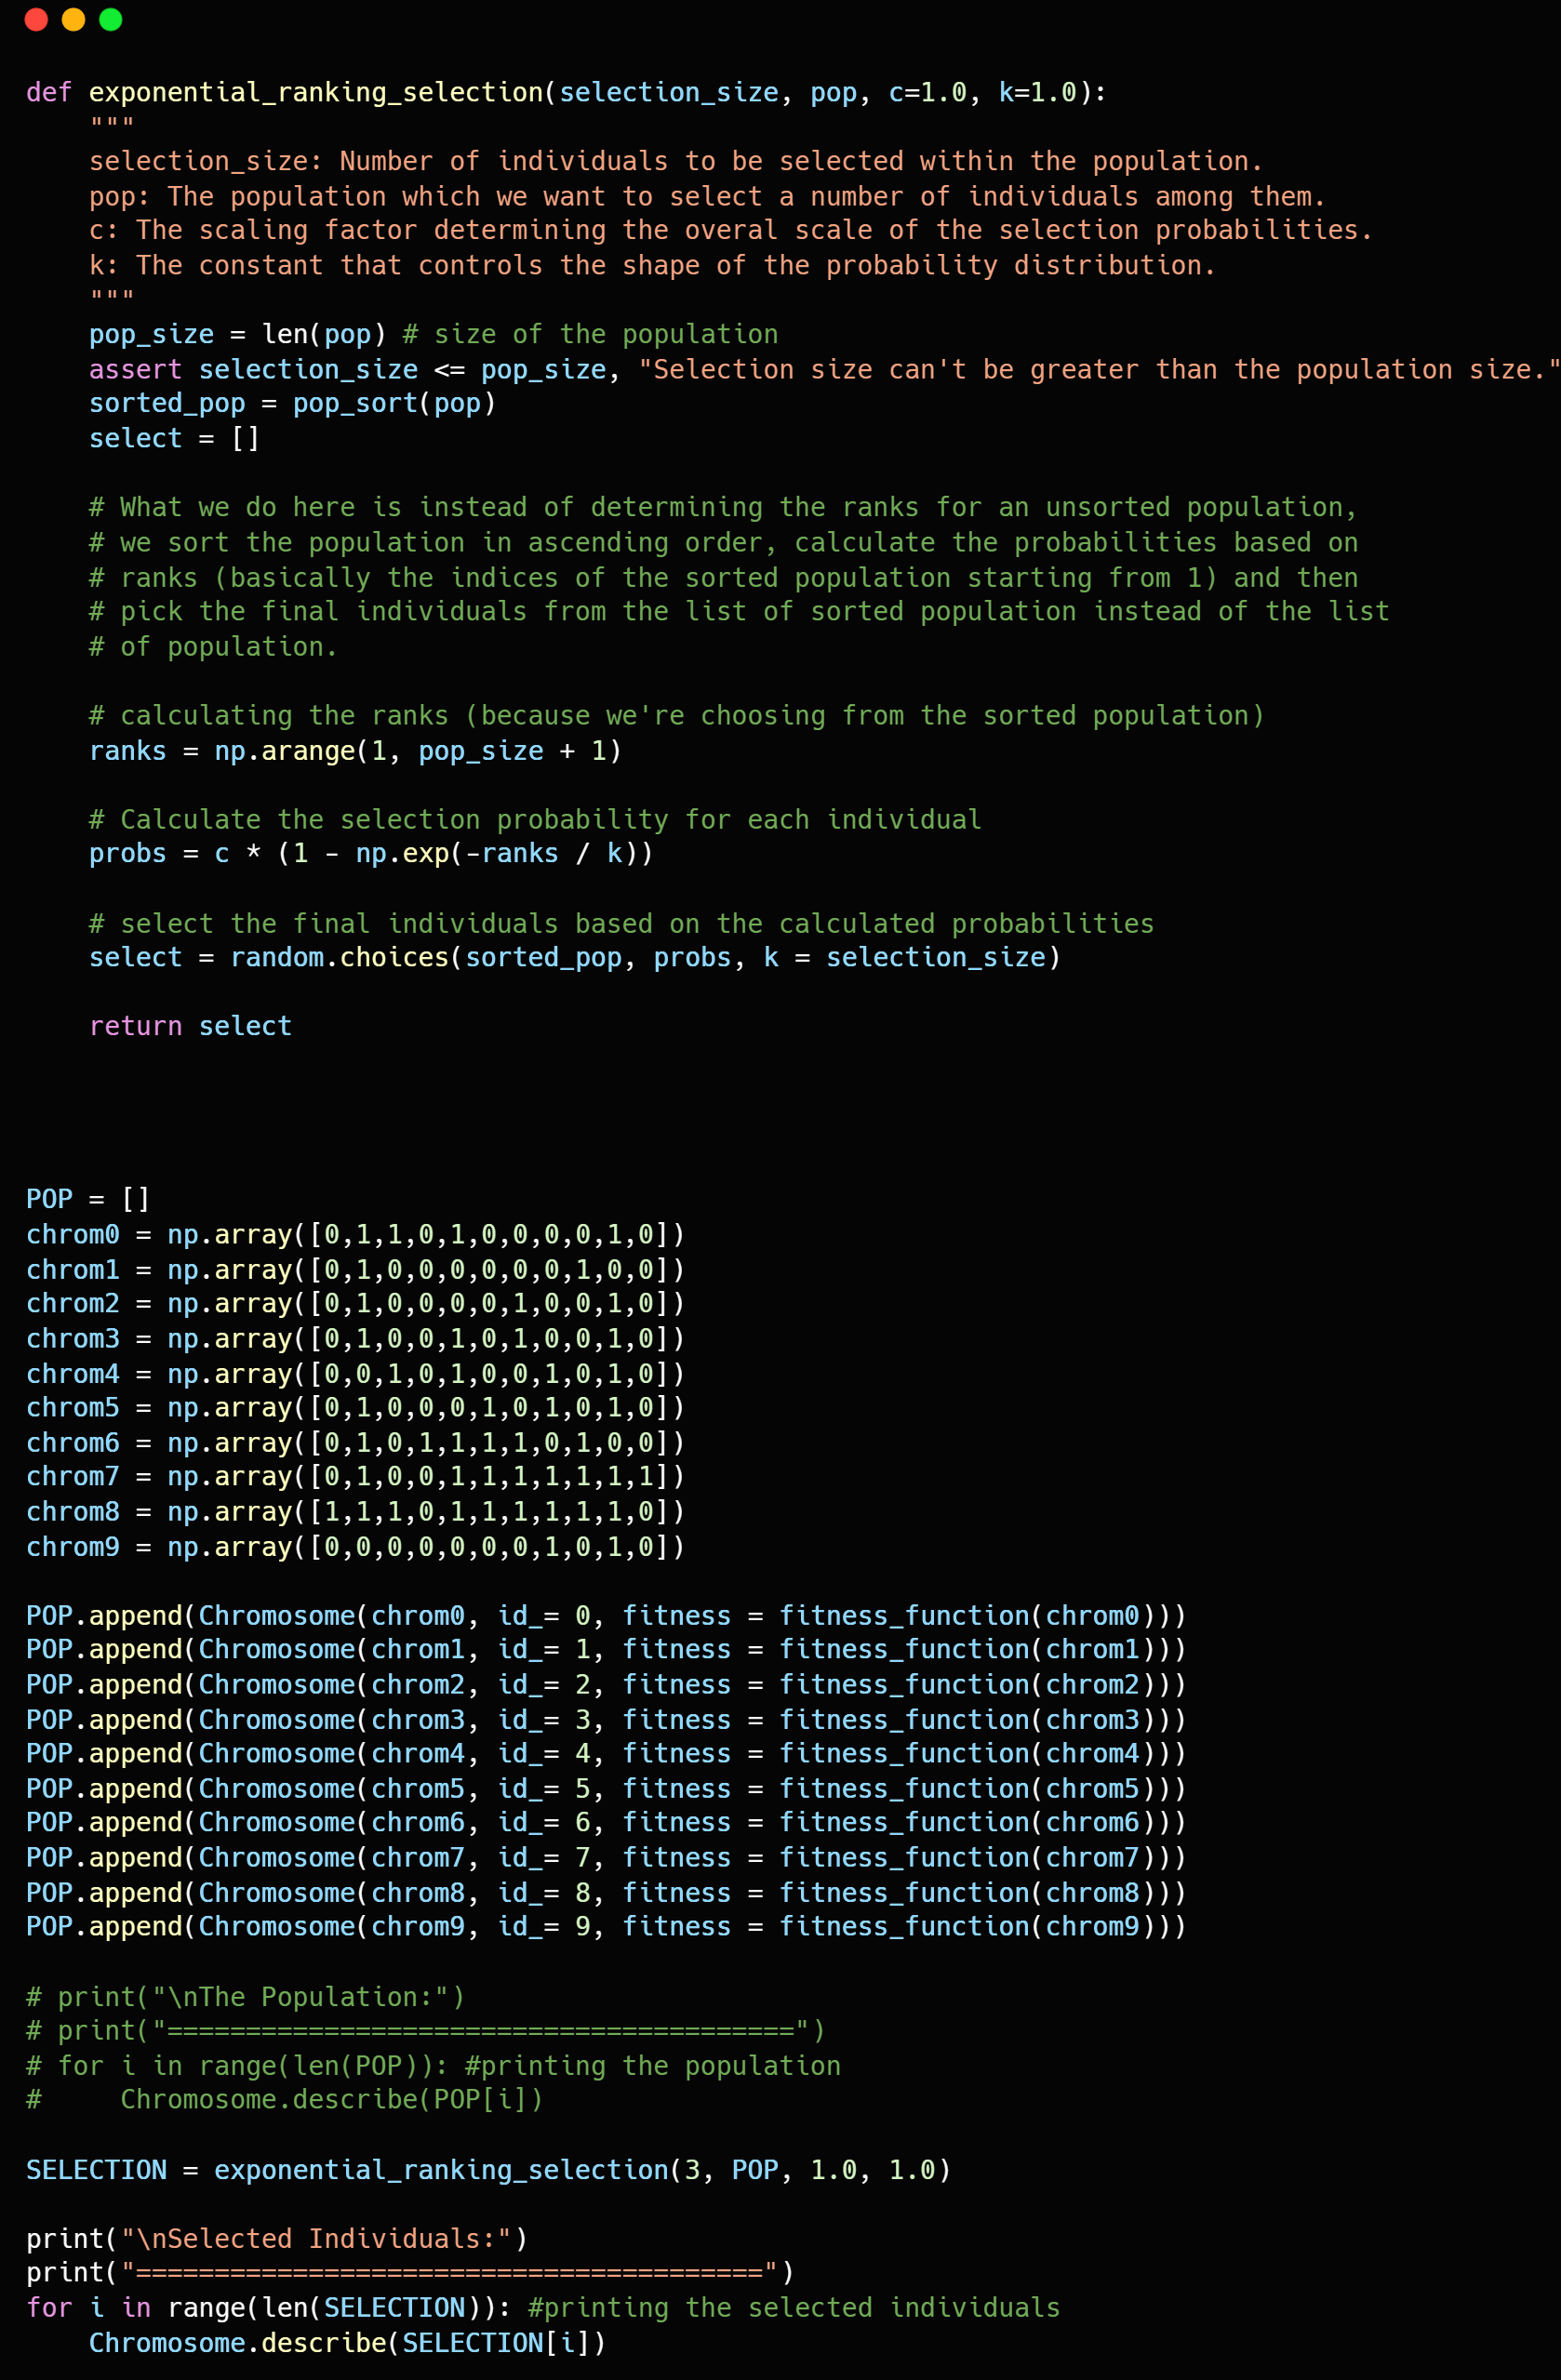 def exponential_ranking_selection(selection_size, pop, c=1.0, k=1.0):
    """
    selection_size: Number of individuals to be selected within the population.
    pop: The population which we want to select a number of individuals among them.
    c: The scaling factor determining the overal scale of the selection probabilities.
    k: The constant that controls the shape of the probability distribution.
    """
    pop_size = len(pop) # size of the population
    assert selection_size <= pop_size, "Selection size can't be greater than the population size."
    sorted_pop = pop_sort(pop)
    select = []

    # What we do here is instead of determining the ranks for an unsorted population,
    # we sort the population in ascending order, calculate the probabilities based on
    # ranks (basically the indices of the sorted population starting from 1) and then
    # pick the final individuals from the list of sorted population instead of the list
    # of population.

    # calculating the ranks (because we're choosing from the sorted population)
    ranks = np.arange(1, pop_size + 1)

    # Calculate the selection probability for each individual
    probs = c * (1 - np.exp(-ranks / k))

    # select the final individuals based on the calculated probabilities
    select = random.choices(sorted_pop, probs, k = selection_size)

    return select

POP = []
chrom0 = np.array([0,1,1,0,1,0,0,0,0,1,0])
chrom1 = np.array([0,1,0,0,0,0,0,0,1,0,0])
chrom2 = np.array([0,1,0,0,0,0,1,0,0,1,0])
chrom3 = np.array([0,1,0,0,1,0,1,0,0,1,0])
chrom4 = np.array([0,0,1,0,1,0,0,1,0,1,0])
chrom5 = np.array([0,1,0,0,0,1,0,1,0,1,0])
chrom6 = np.array([0,1,0,1,1,1,1,0,1,0,0])
chrom7 = np.array([0,1,0,0,1,1,1,1,1,1,1])
chrom8 = np.array([1,1,1,0,1,1,1,1,1,1,0])
chrom9 = np.array([0,0,0,0,0,0,0,1,0,1,0])

POP.append(Chromosome(chrom0, id_= 0, fitness = fitness_function(chrom0)))
POP.append(Chromosome(chrom1, id_= 1, fitness = fitness_function(chrom1)))
POP.append(Chromosome(chrom2, id_= 2, fitness = fitness_function(chrom2)))
POP.append(Chromosome(chrom3, id_= 3, fitness = fitness_function(chrom3)))
POP.append(Chromosome(chrom4, id_= 4, fitness = fitness_function(chrom4)))
POP.append(Chromosome(chrom5, id_= 5, fitness = fitness_function(chrom5)))
POP.append(Chromosome(chrom6, id_= 6, fitness = fitness_function(chrom6)))
POP.append(Chromosome(chrom7, id_= 7, fitness = fitness_function(chrom7)))
POP.append(Chromosome(chrom8, id_= 8, fitness = fitness_function(chrom8)))
POP.append(Chromosome(chrom9, id_= 9, fitness = fitness_function(chrom9)))

# print("\nThe Population:")
# print("========================================")
# for i in range(len(POP)): #printing the population
#     Chromosome.describe(POP[i])

SELECTION = exponential_ranking_selection(3, POP, 1.0, 1.0)

print("\nSelected Individuals:")
print("========================================")
for i in range(len(SELECTION)): #printing the selected individuals
    Chromosome.describe(SELECTION[i])